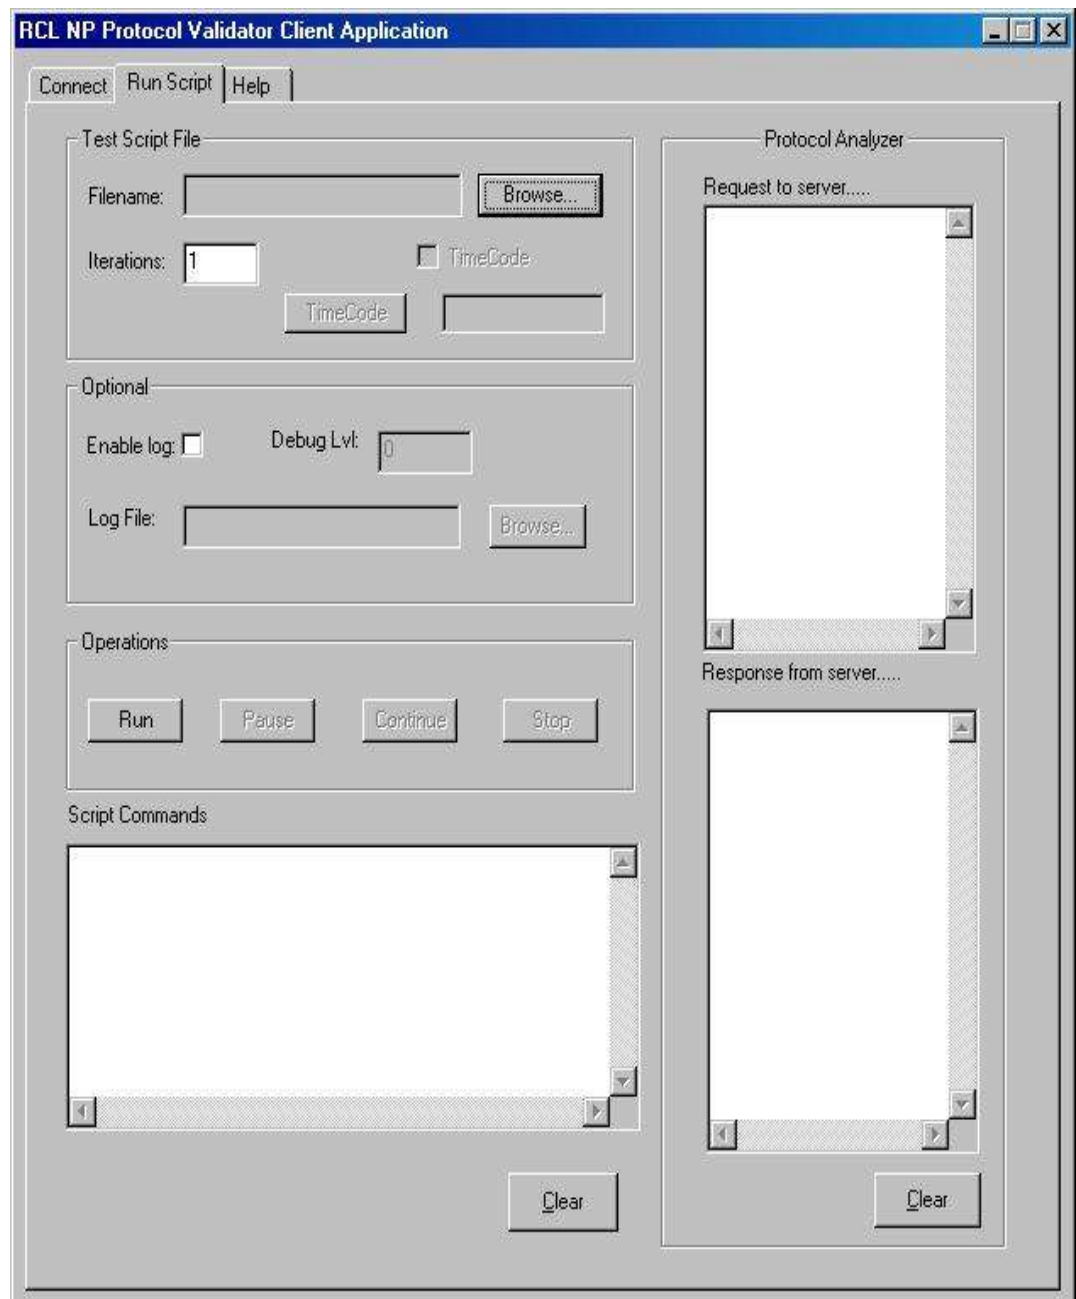 RCL NP Protocol Validator Client Application
Connect Run Script Help
Test Script File
Filename: Browse...
Iterations: 1 TimeCode
TimeCode
Optional
Enable log: Debug Lvl: 0
Log File: Browse...
Operations
Run Pause Continue Stop
Script Commands
Clear
Protocol Analyzer
Request to server.....
Response from server.....
Clear